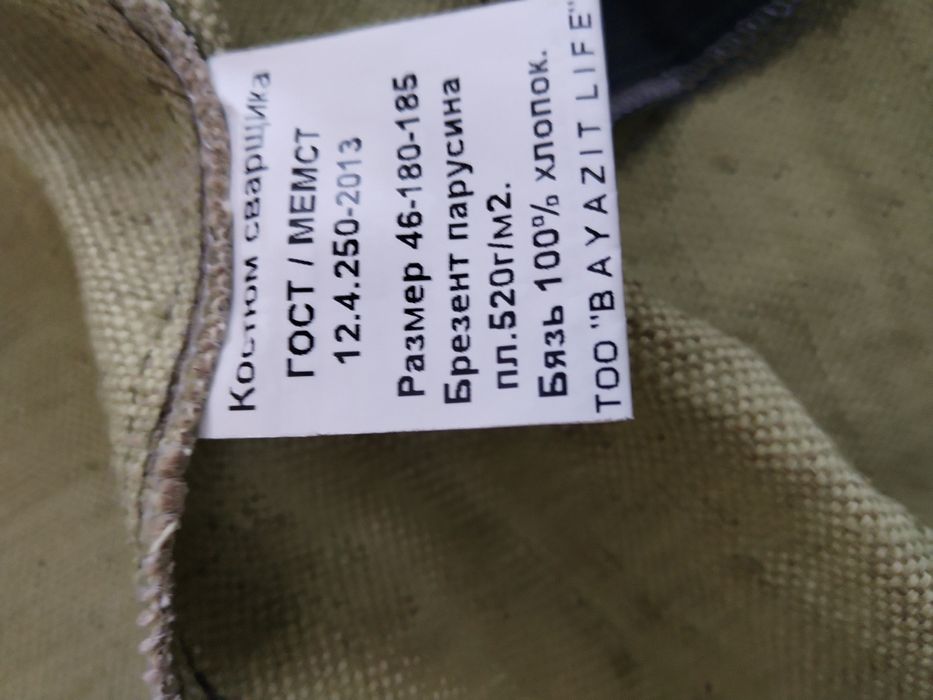 Костюм сварщика
ГОСТ / МЕМСТ
12.4.250-2013
Размер 46-180-185
Брезент парусина
пл.520г/м2.
Бязь 100% хлопок.
ТОО "BAYAZIT LIFE"